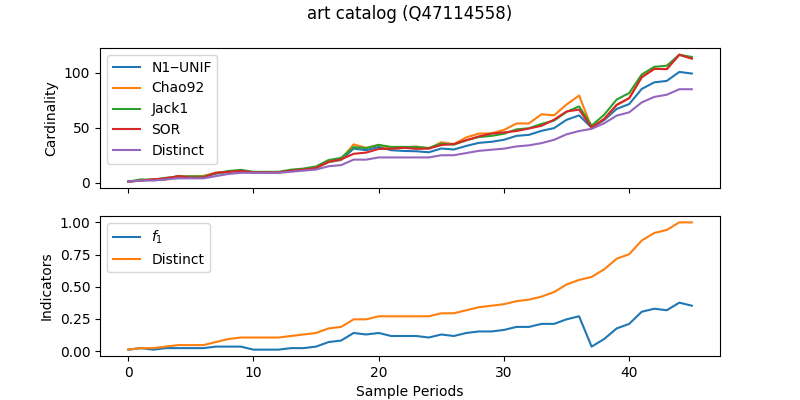 art catalog (Q47114558)
Cardinality
100
50
0
N1−UNIF
Chao92
Jack1
SOR
Distinct
Indicators
1.00
0.75
0.50
0.25
0.00
f1
Distinct
0 10 20 30 40
Sample Periods